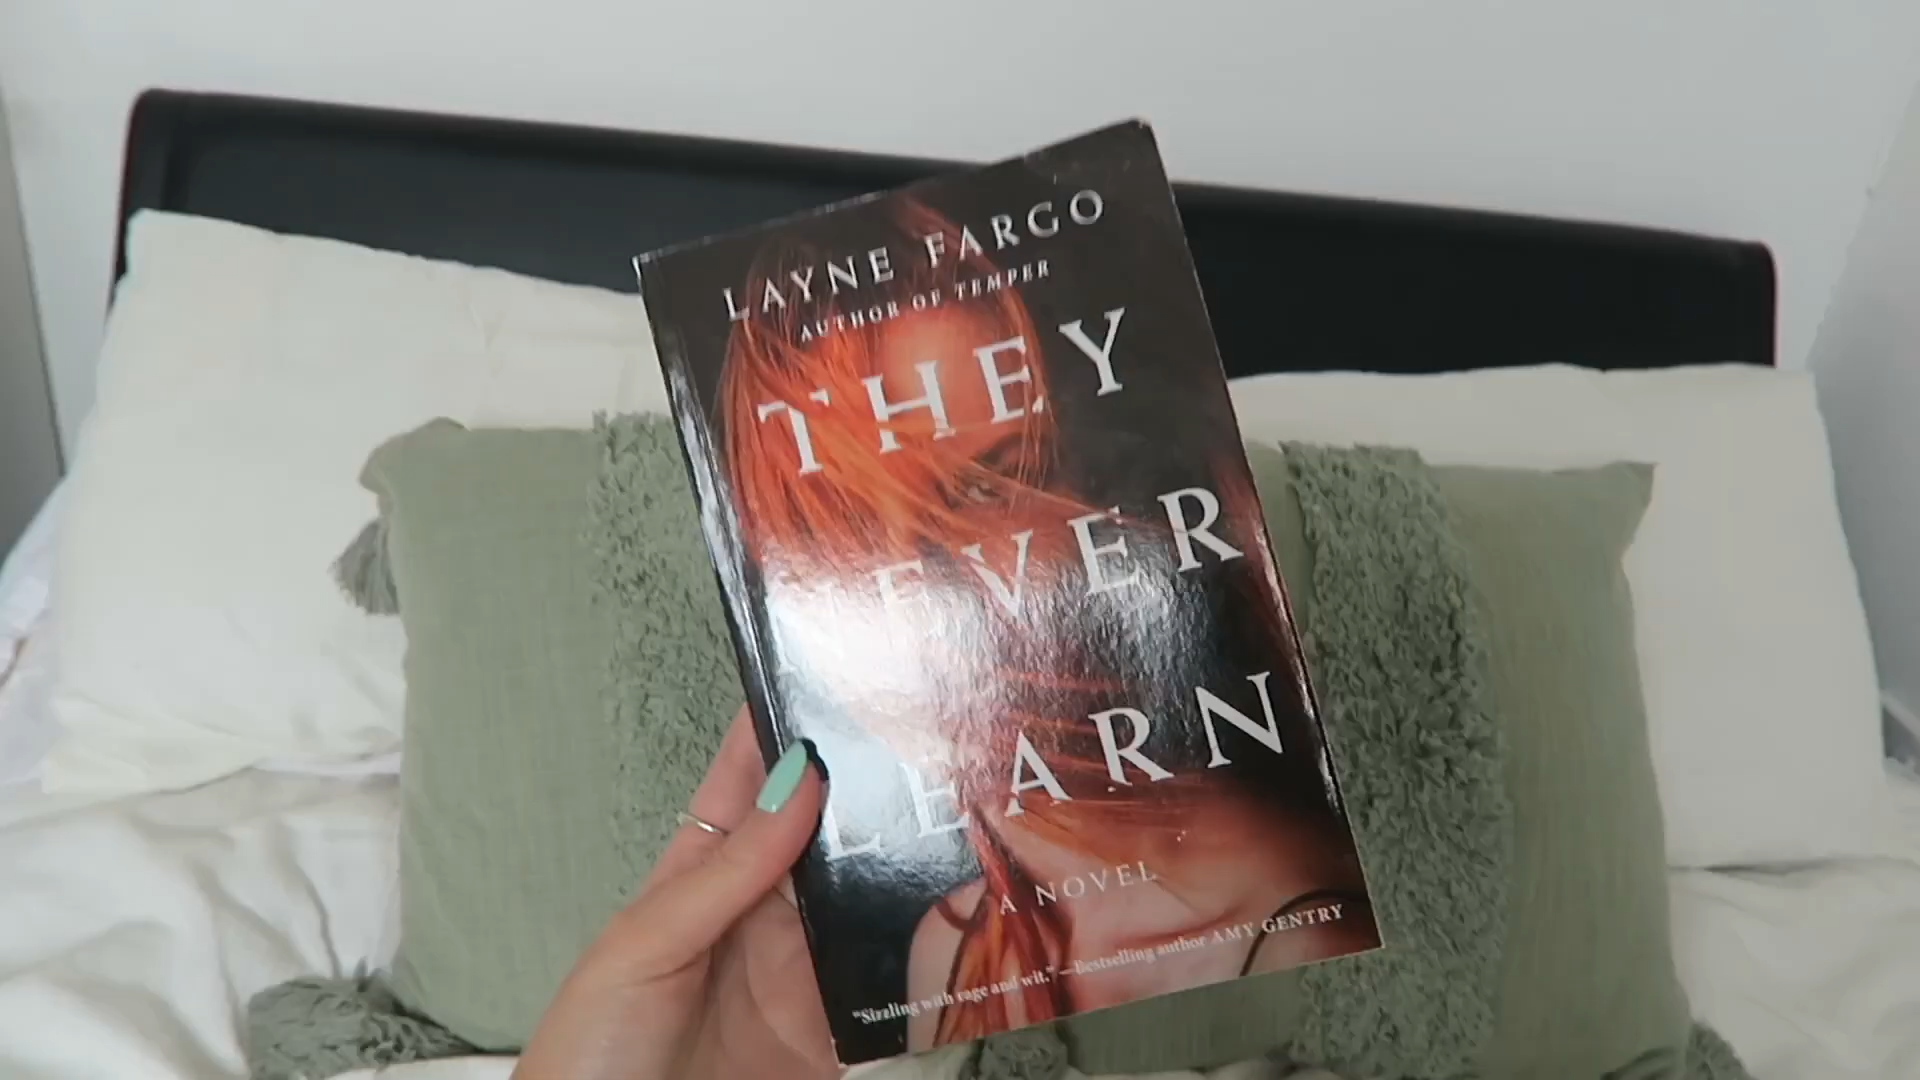 LAYNE FARGO
AUTHOR OF TEMPER
THEY
NEVER
LEARN
A NOVEL
"Sizzling with rage and wit." —Bestselling author AMY GENTRY